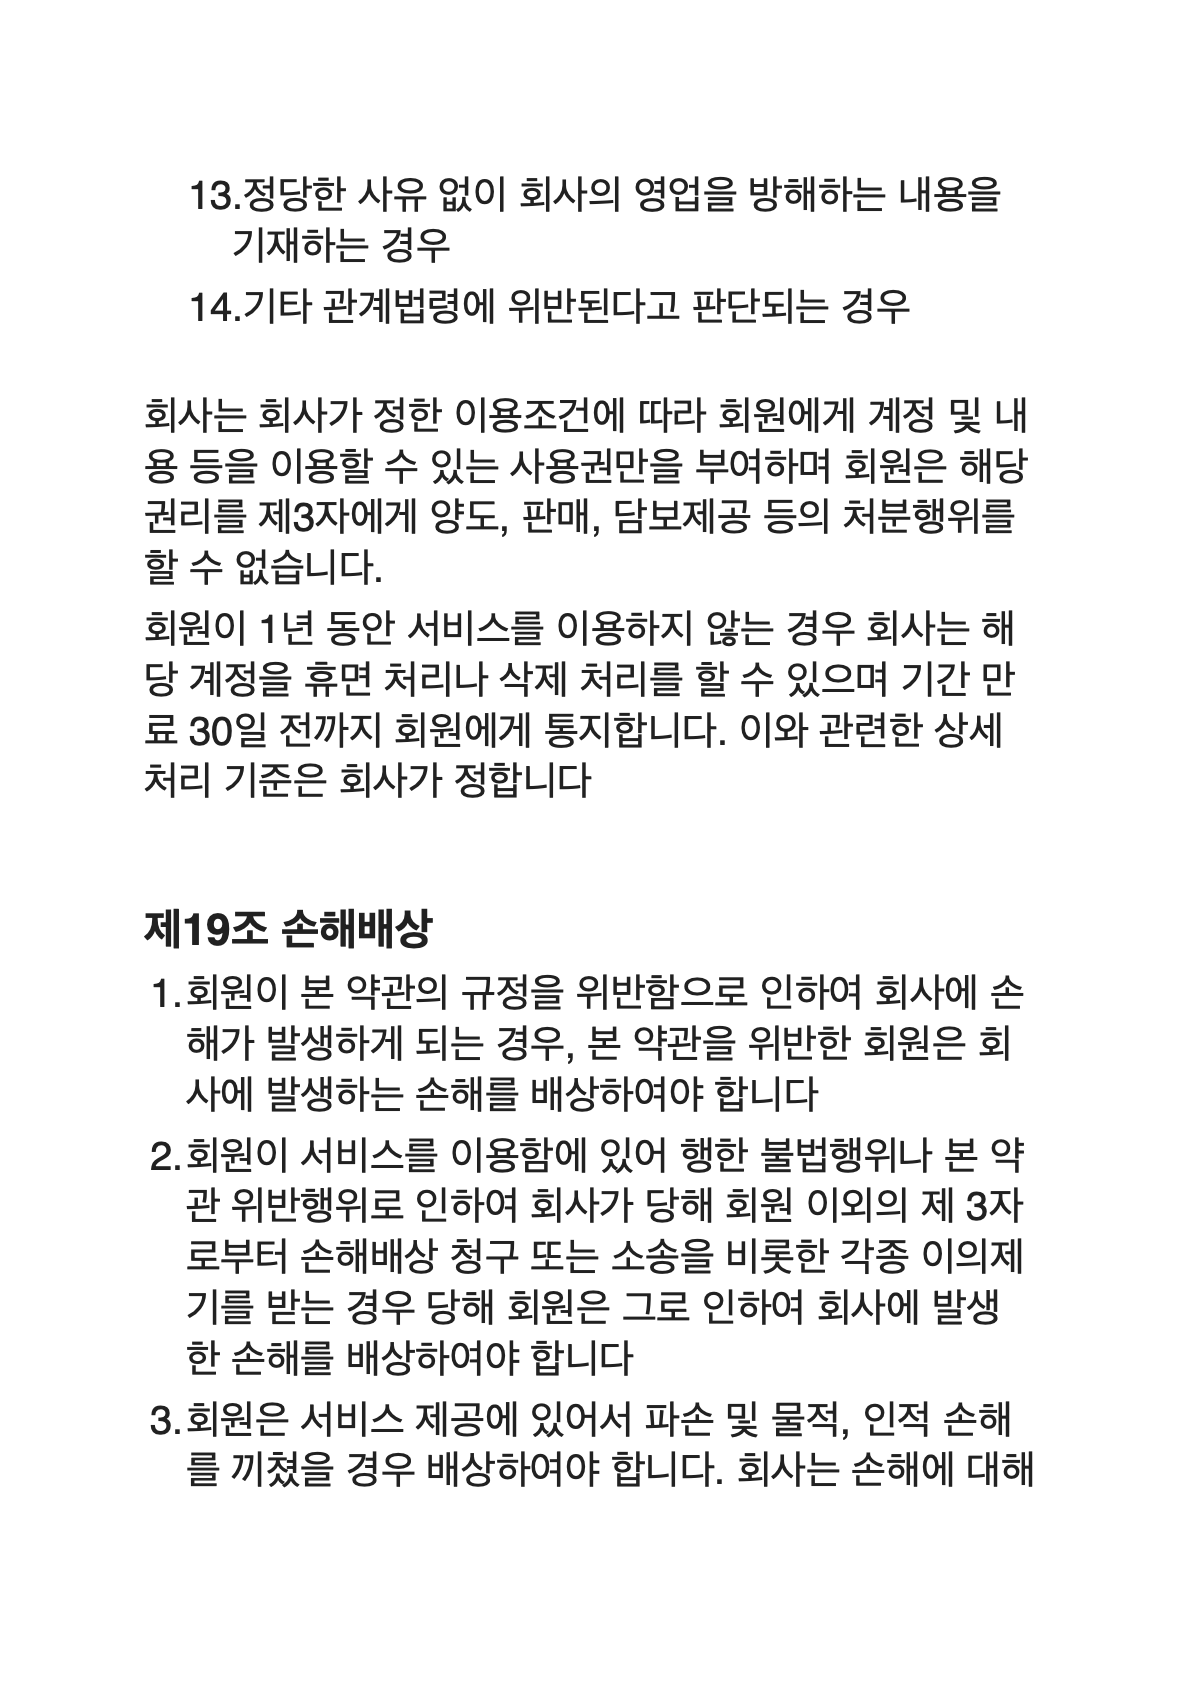 13.정당한 사유 없이 회사의 영업을 방해하는 내용을
기재하는 경우
14.기타 관계법령에 위반된다고 판단되는 경우
회사는 회사가 정한 이용조건에 따라 회원에게 계정 및 내
용 등을 이용할 수 있는 사용권만을 부여하며 회원은 해당
권리를 제3자에게 양도, 판매, 담보제공 등의 처분행위를
할 수 없습니다.
회원이 1년 동안 서비스를 이용하지 않는 경우 회사는 해
당 계정을 휴면 처리나 삭제 처리를 할 수 있으며 기간 만
료 30일 전까지 회원에게 통지합니다. 이와 관련한 상세
처리 기준은 회사가 정합니다
제19조 손해배상
1.회원이 본 약관의 규정을 위반함으로 인하여 회사에 손
해가 발생하게 되는 경우, 본 약관을 위반한 회원은 회
사에 발생하는 손해를 배상하여야 합니다
2.회원이 서비스를 이용함에 있어 행한 불법행위나 본 약
관 위반행위로 인하여 회사가 당해 회원 이외의 제 3자
로부터 손해배상 청구 또는 소송을 비롯한 각종 이의제
기를 받는 경우 당해 회원은 그로 인하여 회사에 발생
한 손해를 배상하여야 합니다
3.회원은 서비스 제공에 있어서 파손 및 물적, 인적 손해
를 끼쳤을 경우 배상하여야 합니다. 회사는 손해에 대해